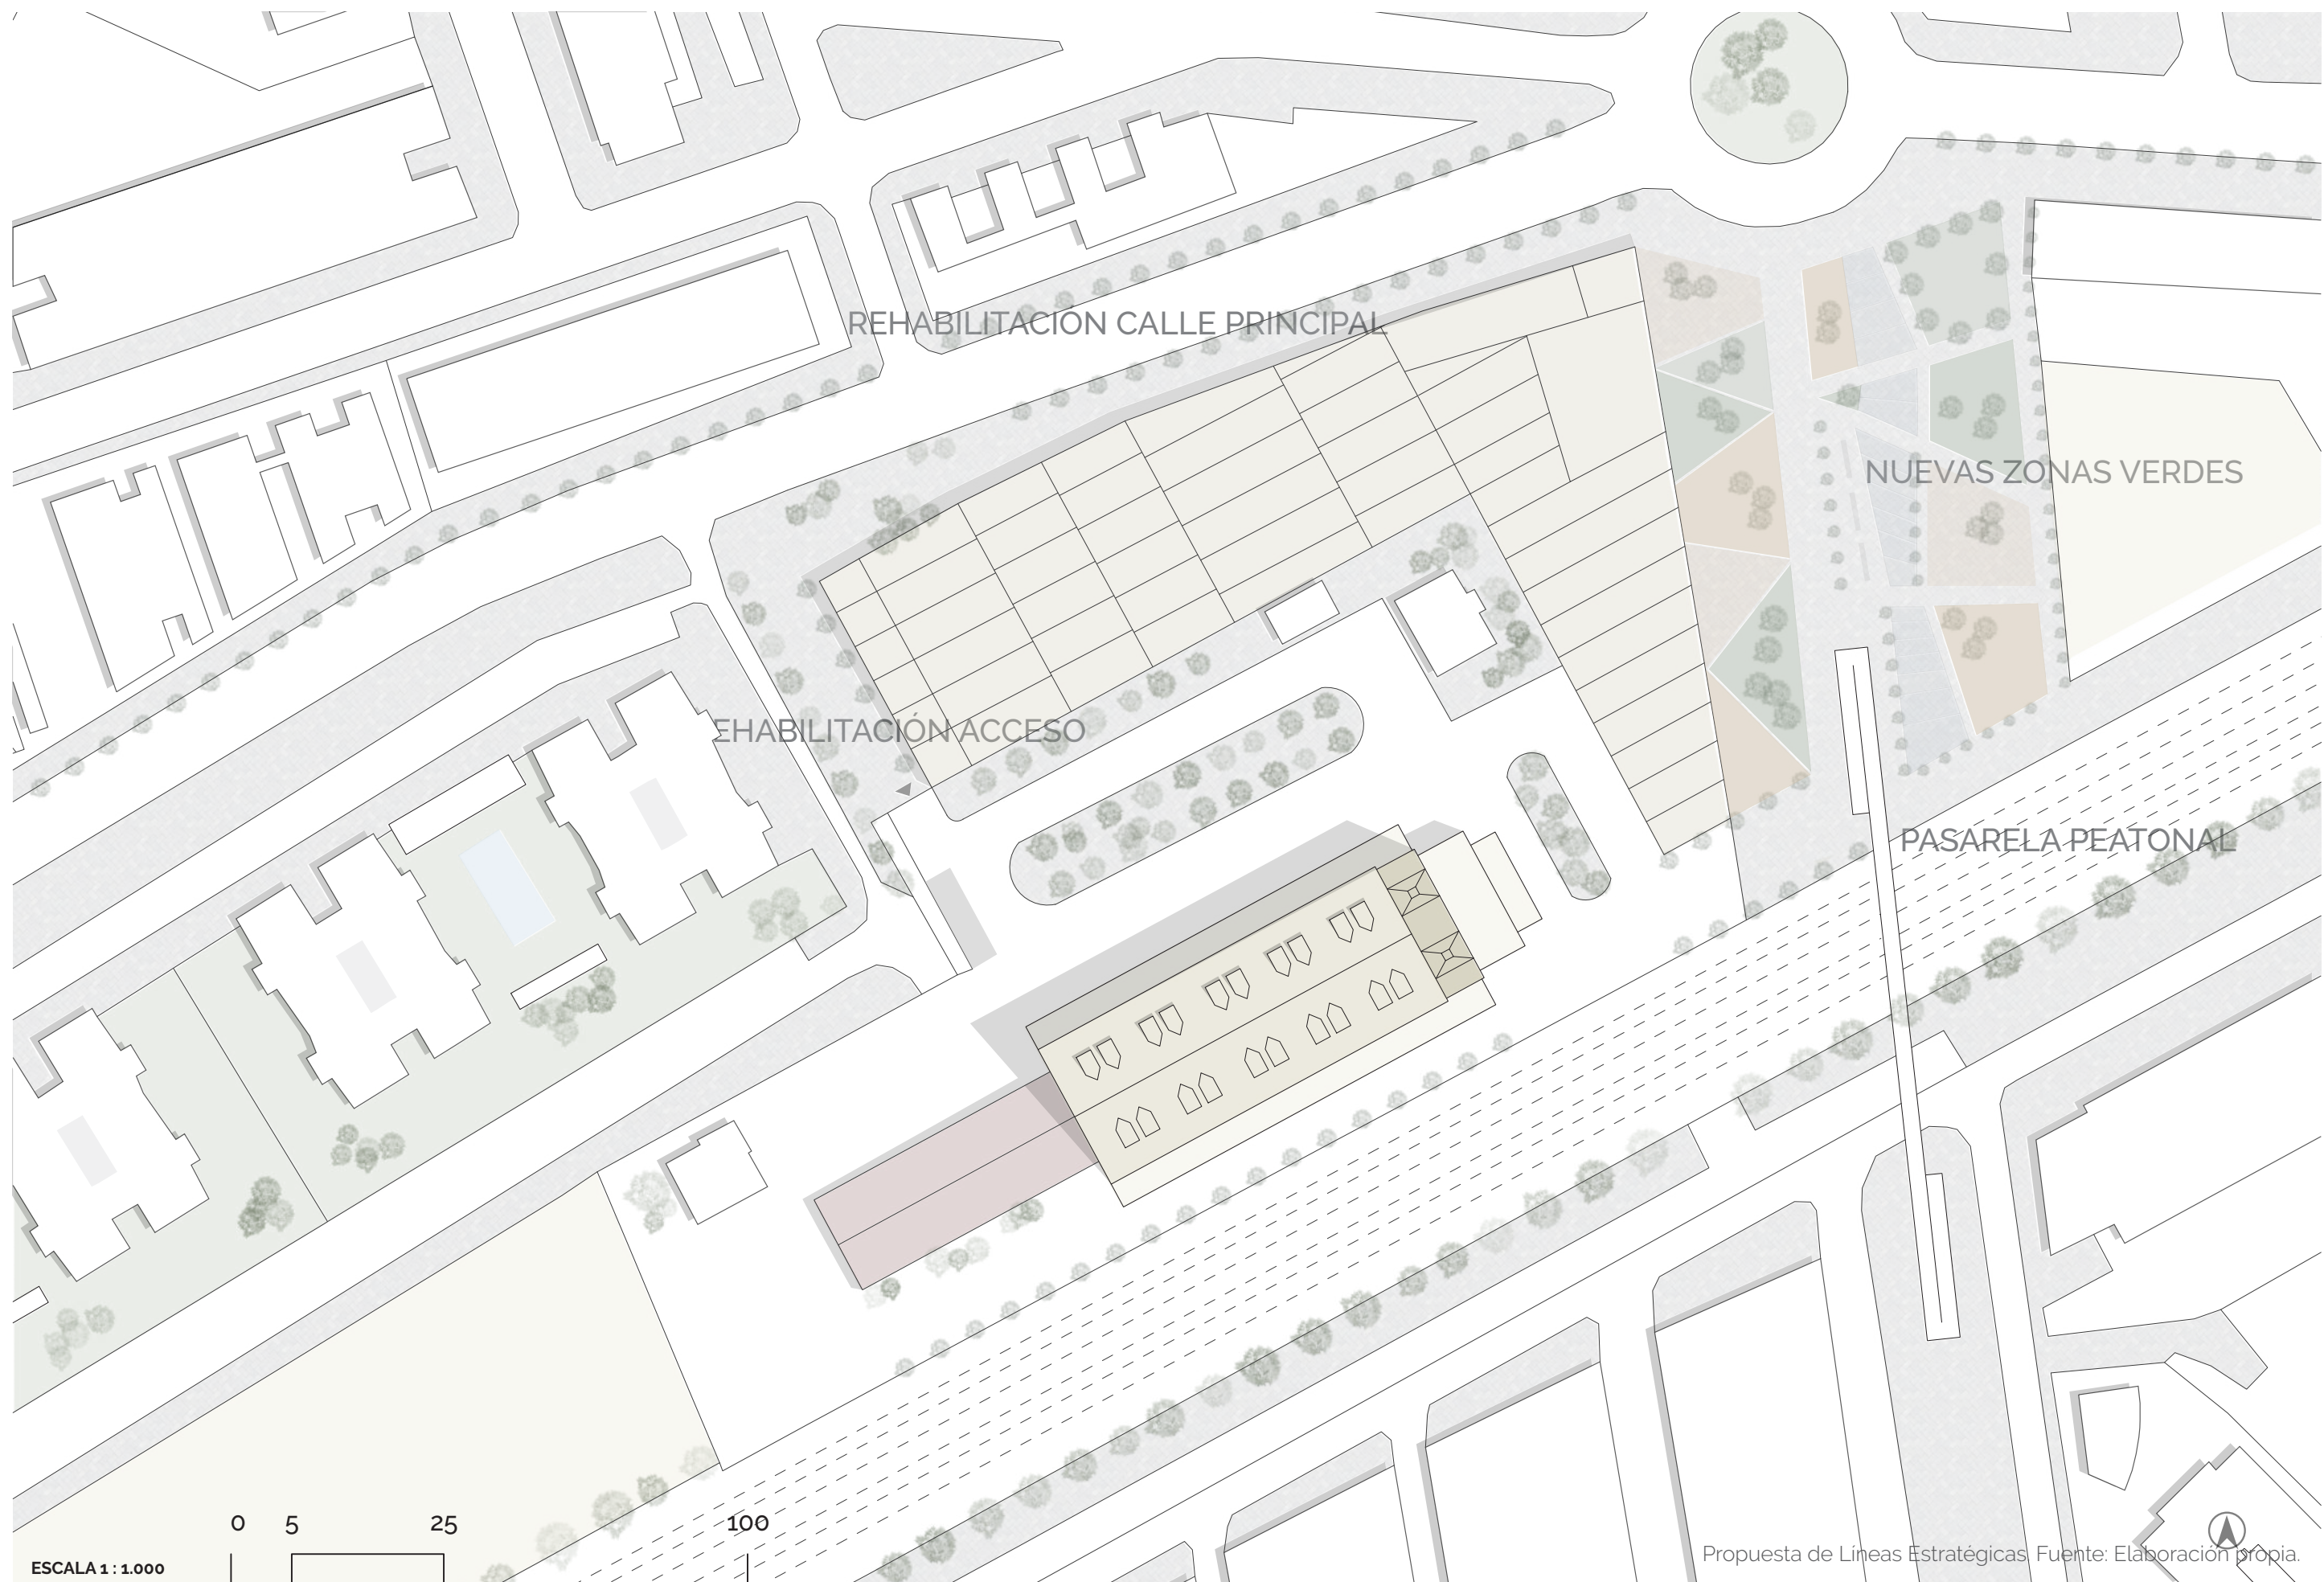 REHABILITACIÓN CALLE PRINCIPAL
NUEVAS ZONAS VERDES
EHABILITACIÓN ACCESO
PASARELA PEATONAL
0 5 25 100
ESCALA 1 : 1.000
Propuesta de Líneas Estratégicas. Fuente: Elaboración propia.